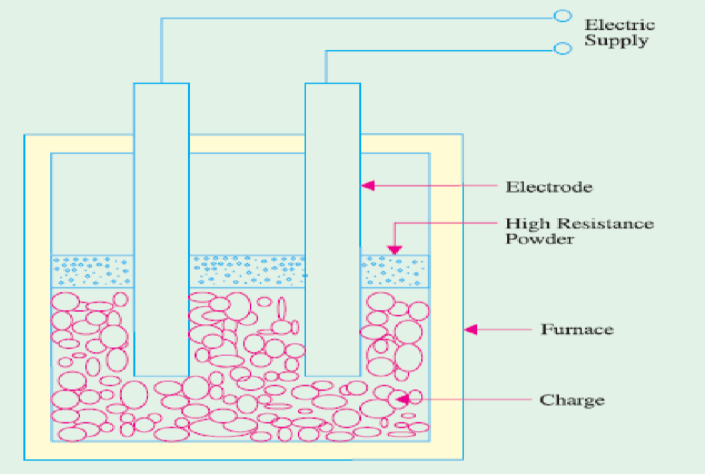 Electric
Supply
Electrode
High Resistance
Powder
Furnace
Charge